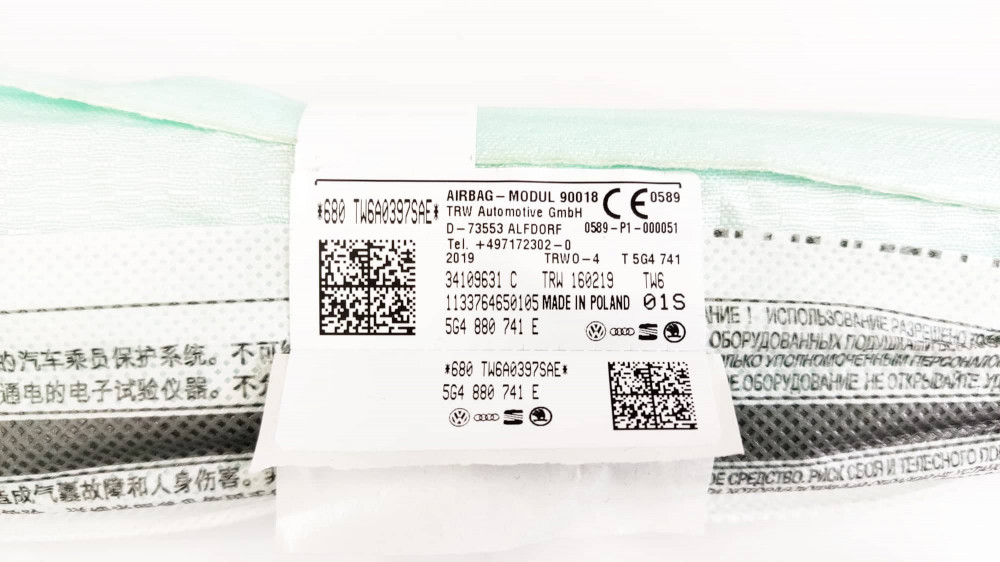 *680 TW6A0397SAE*
AIRBAG – MODUL 90018
TRW Automotive GmbH
D–73553 ALFDORF
Tel. +497172302–0
2019 TRWO–4 T 5G4 741
CE 0589
0589–P1–000051
34109631 C TRW 160219 TW6
1133764650105 MADE IN POLAND 01S
5G4 880 741 E
*680 TW6A0397SAE*
5G4 880 741 E
的汽车乘员保护系统。不可
通电的电子试验仪器。不
造成气囊故障和人身伤害。
ИСПОЛЬЗОВАНИЕ РАЗРЕШЕНО
ОБОРУДОВАННЫХ
ТОЛЬКО УПОЛНОМОЧЕННЫМ ПЕРСОНАЛО
ОБОРУДОВАНИЕ НЕ ОТКРЫВАЙТЕ
СРЕДСТВО. РИСК СБОЯ И ТЕЛЕСНОГО